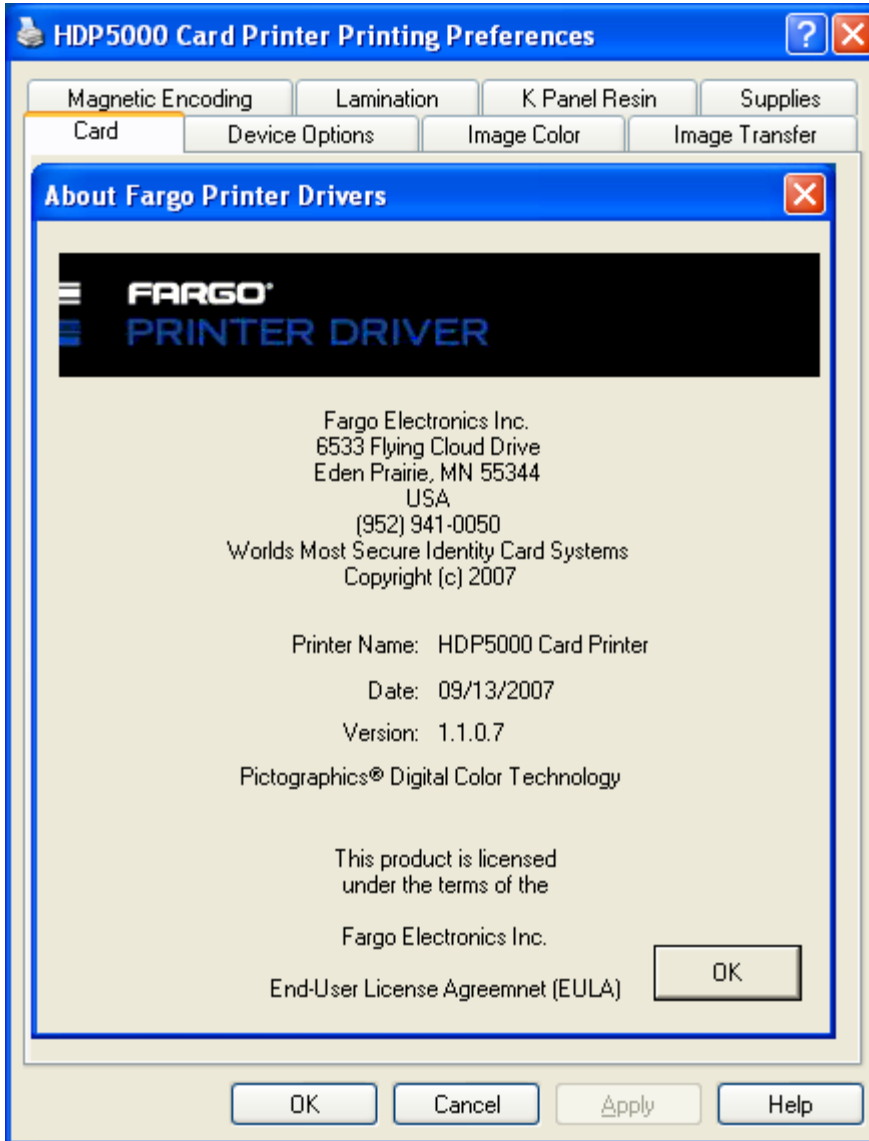 HDP5000 Card Printer Printing Preferences
Magnetic Encoding Lamination K Panel Resin Supplies
Card Device Options Image Color Image Transfer
About Fargo Printer Drivers
FARGO®
PRINTER DRIVER
Fargo Electronics Inc.
6533 Flying Cloud Drive
Eden Prairie, MN 55344
USA
(952) 941-0050
Worlds Most Secure Identity Card Systems
Copyright (c) 2007
Printer Name: HDP5000 Card Printer
Date: 09/13/2007
Version: 1.1.0.7
Pictographics® Digital Color Technology
This product is licensed
under the terms of the
Fargo Electronics Inc.
End-User License Agreemnet (EULA)
OK
OK Cancel Apply Help